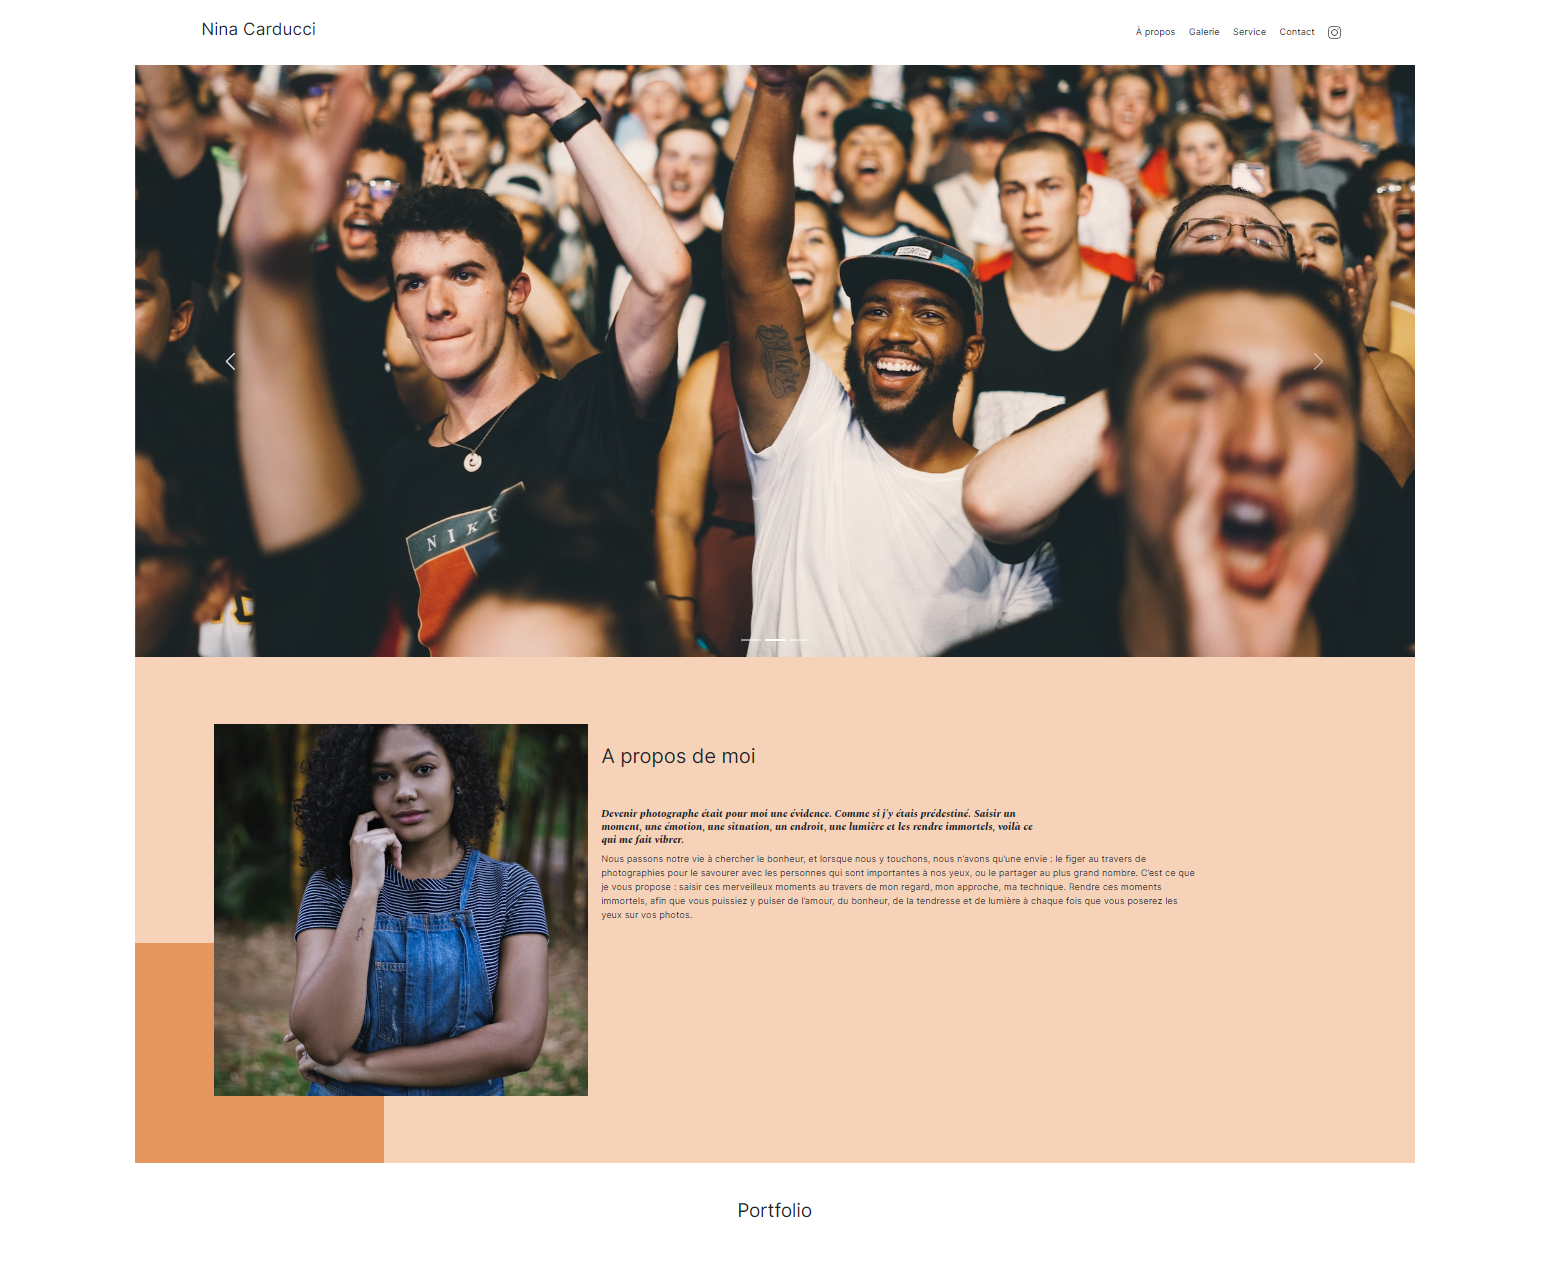 Nina Carducci
À propos Galerie Service Contact
NIKE
A propos de moi
Devenir photographe était pour moi une évidence. Comme si j'y étais prédestiné. Saisir un
moment, une émotion, une situation, un endroit, une lumière et les rendre immortels, voilà ce
qui me fait vibrer.
Nous passons notre vie à chercher le bonheur, et lorsque nous y touchons, nous n'avons qu'une envie : le figer au travers de
photographies pour le savourer avec les personnes qui sont importantes à nos yeux, ou le partager au plus grand nombre. C'est ce que
je vous propose : saisir ces merveilleux moments au travers de mon regard, mon approche, ma technique. Rendre ces moments
immortels, afin que vous puissiez y puiser de l'amour, du bonheur, de la tendresse et de lumière à chaque fois que vous poserez les
yeux sur vos photos.
Portfolio